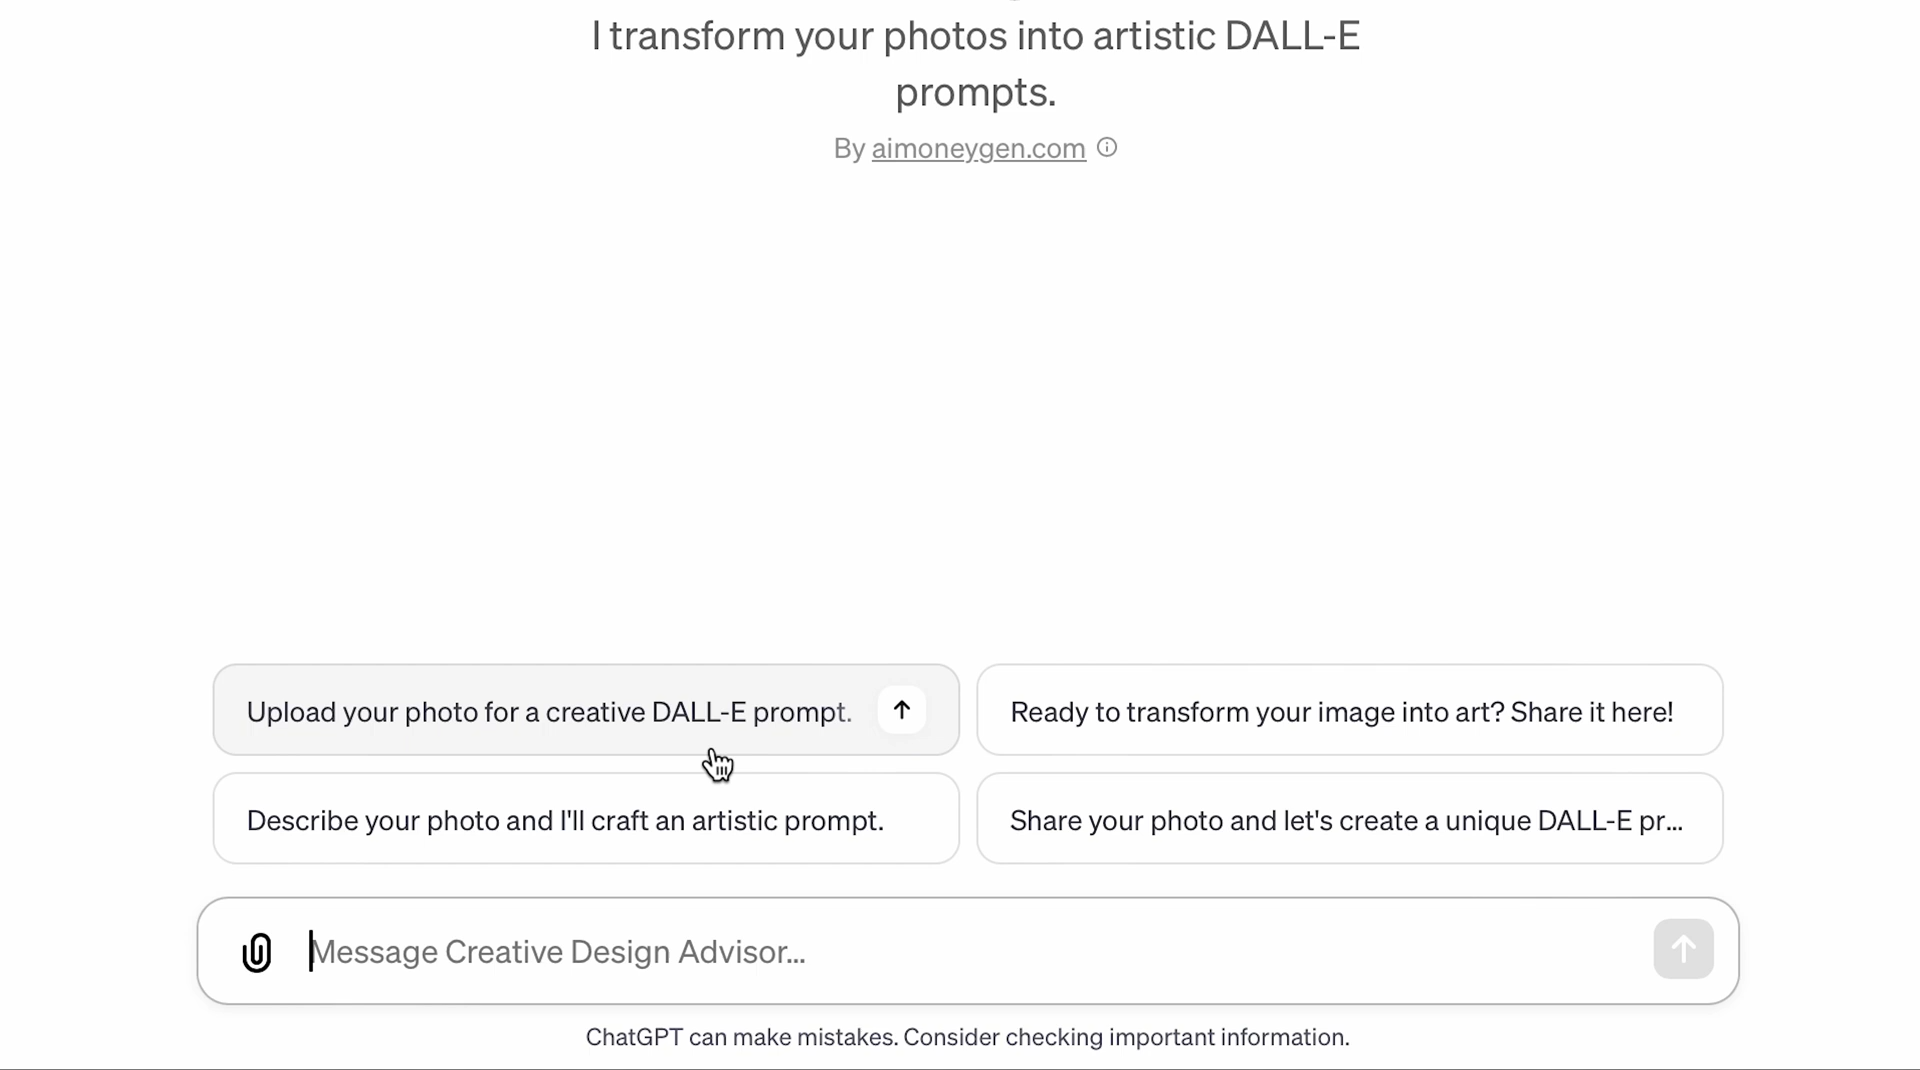 I transform your photos into artistic DALL-E
prompts.
By aimoneygen.com
Upload your photo for a creative DALL-E prompt.
Ready to transform your image into art? Share it here!
Describe your photo and I'll craft an artistic prompt.
Share your photo and let's create a unique DALL-E pr...
Message Creative Design Advisor...
ChatGPT can make mistakes. Consider checking important information.